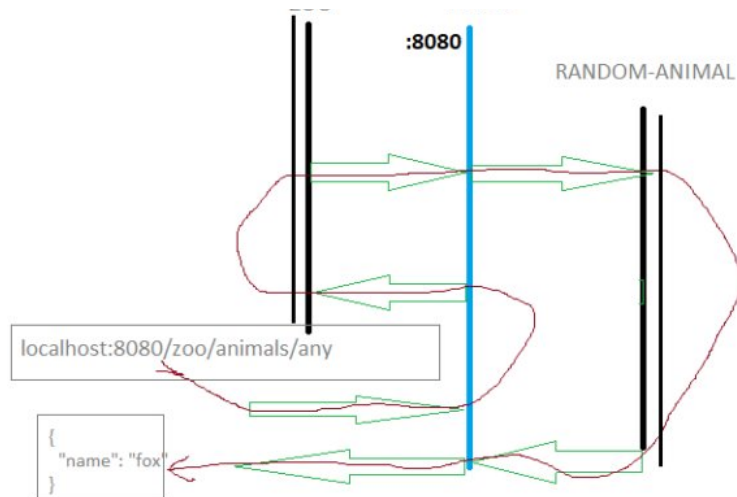 :8080
RANDOM-ANIMAL
localhost:8080/zoo/animals/any
{
"name": "fox"
}